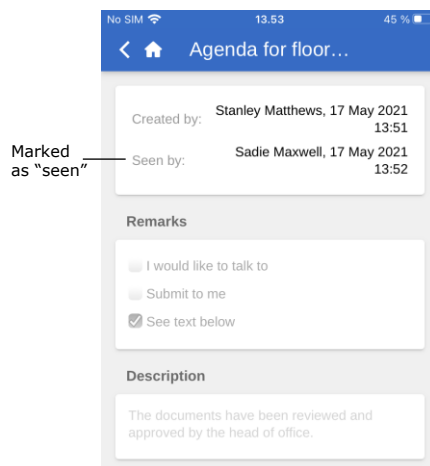 No SIM 13.53 45 %
Agenda for floor…
Created by: Stanley Matthews, 17 May 2021
13:51
Marked
as “seen”
Seen by: Sadie Maxwell, 17 May 2021
13:52
Remarks
I would like to talk to
Submit to me
See text below
Description
The documents have been reviewed and
approved by the head of office.